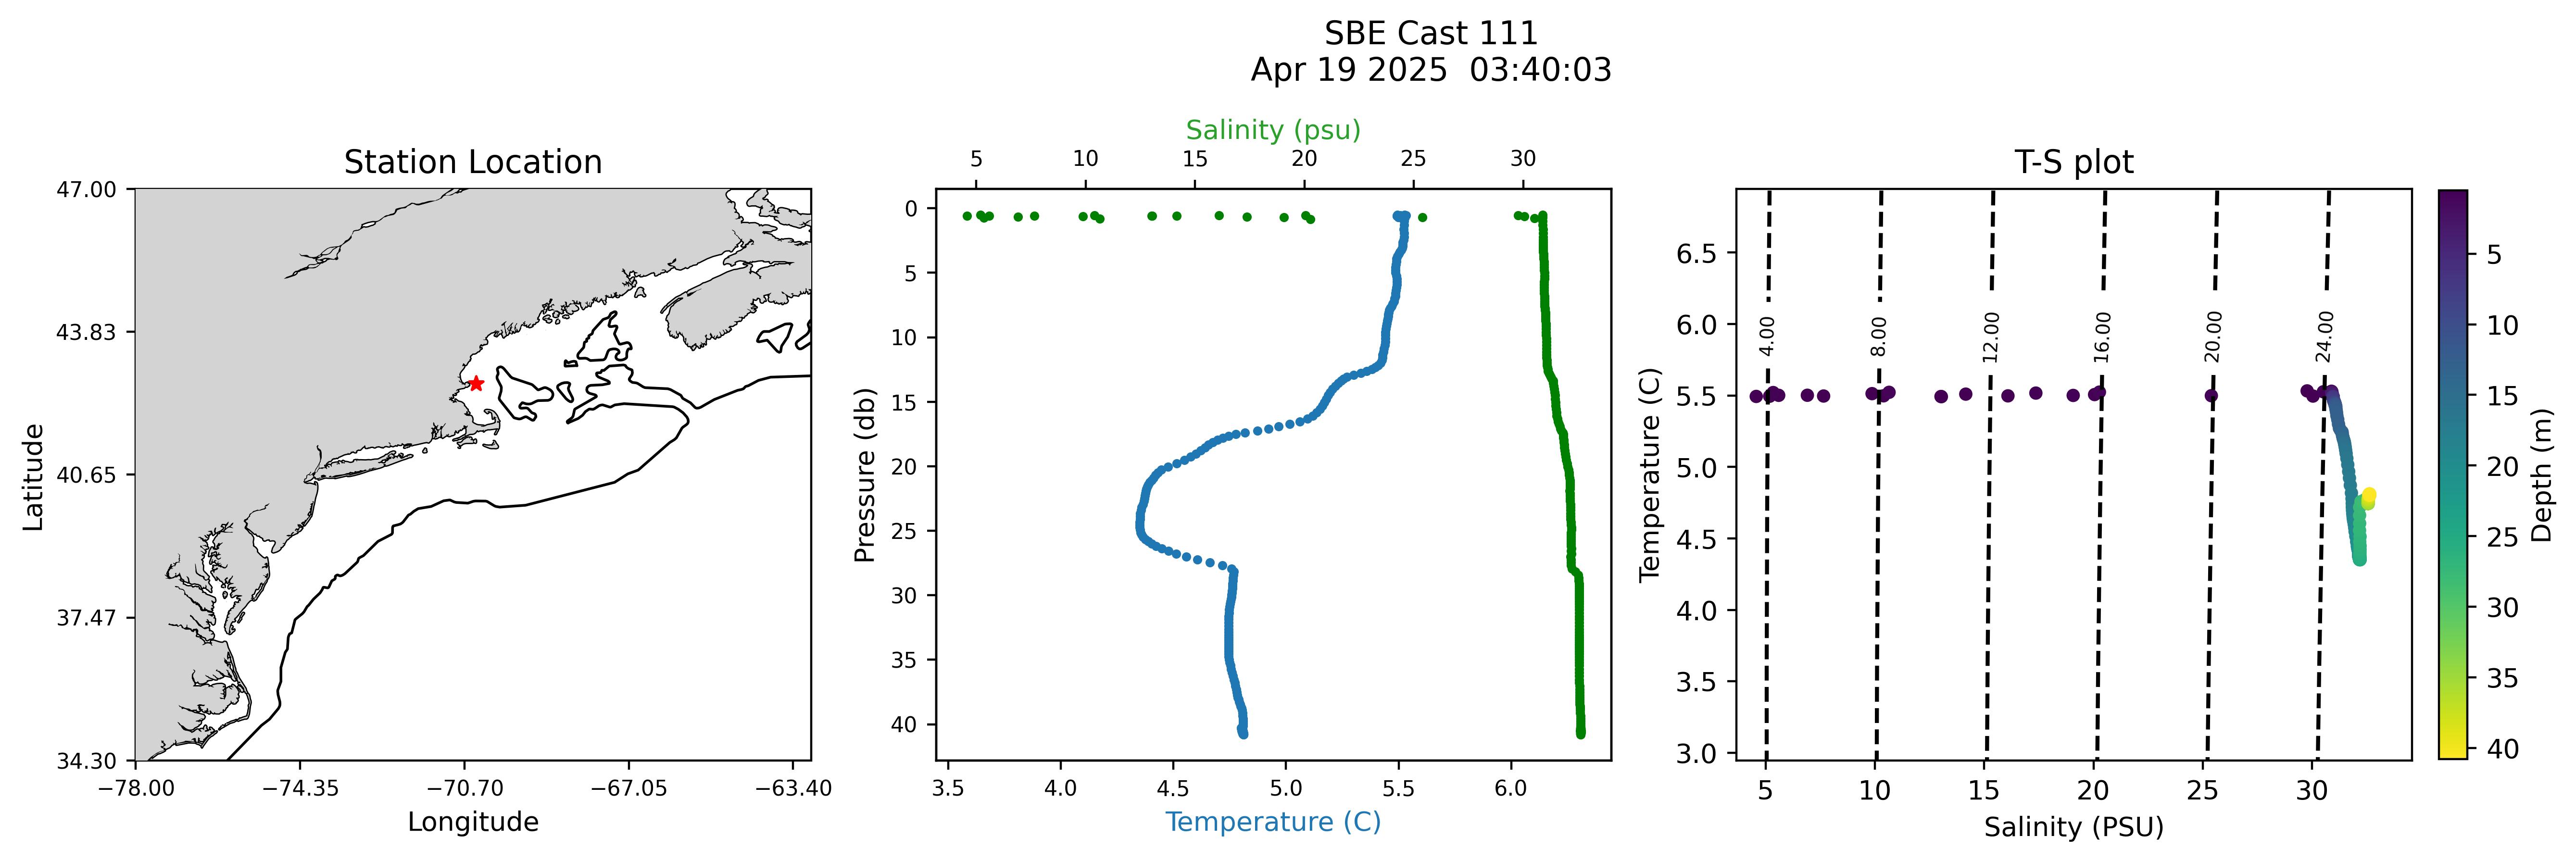 SBE Cast 111
Apr 19 2025  03:40:03
Station Location
47.00
43.83
40.65
37.47
34.30
Latitude
−78.00 −74.35 −70.70 −67.05 −63.40
Longitude
Salinity (psu)
5 10 15 20 25 30
0
5
10
15
20
25
30
35
40
Pressure (db)
3.5 4.0 4.5 5.0 5.5 6.0
Temperature (C)
T-S plot
6.5
6.0
5.5
5.0
4.5
4.0
3.5
3.0
Temperature (C)
4.00 8.00 12.00 16.00 20.00 24.00
5 10 15 20 25 30
Salinity (PSU)
5
10
15
20
25
30
35
40
Depth (m)